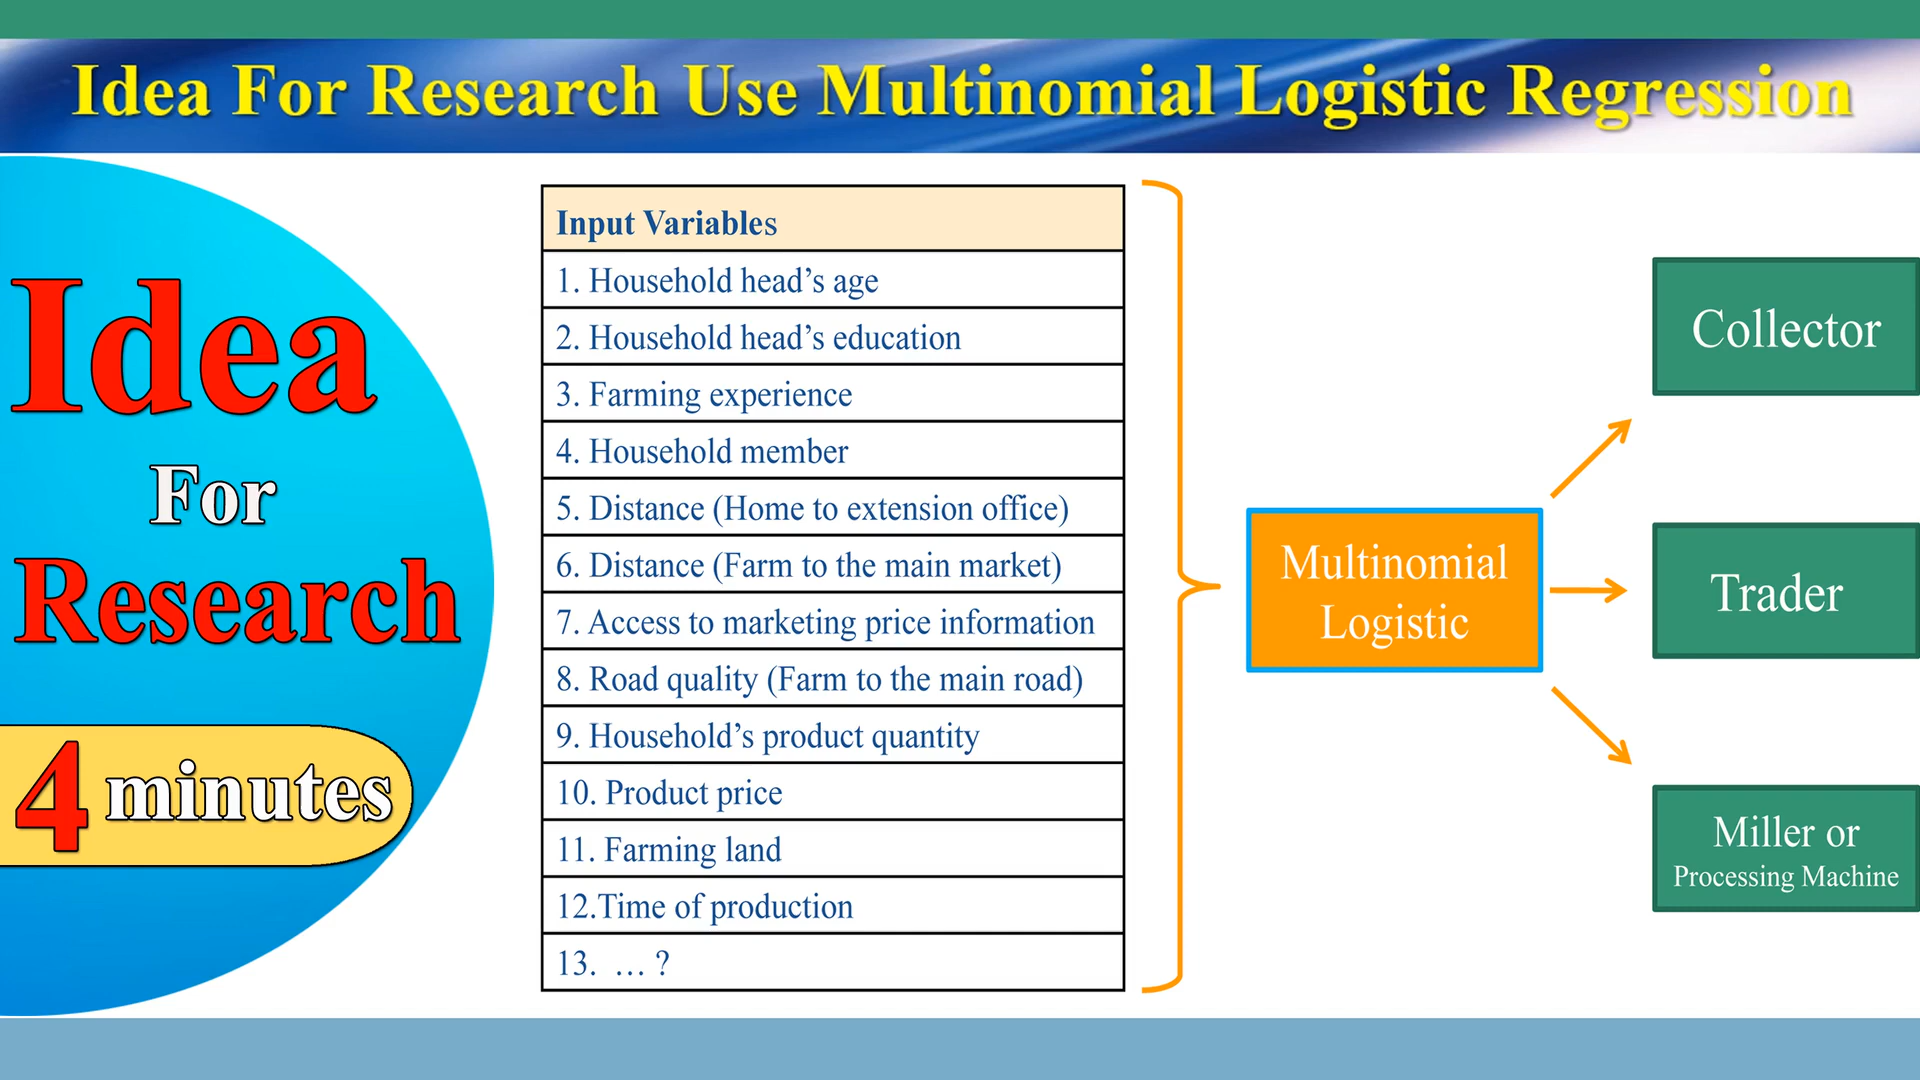 Idea For Research Use Multinomial Logistic Regression
Idea
For
Research
4 minutes
Input Variables
1. Household head’s age
2. Household head’s education
3. Farming experience
4. Household member
5. Distance (Home to extension office)
6. Distance (Farm to the main market)
7. Access to marketing price information
8. Road quality (Farm to the main road)
9. Household’s product quantity
10. Product price
11. Farming land
12.Time of production
13. … ?
Multinomial
Logistic
Collector
Trader
Miller or
Processing Machine